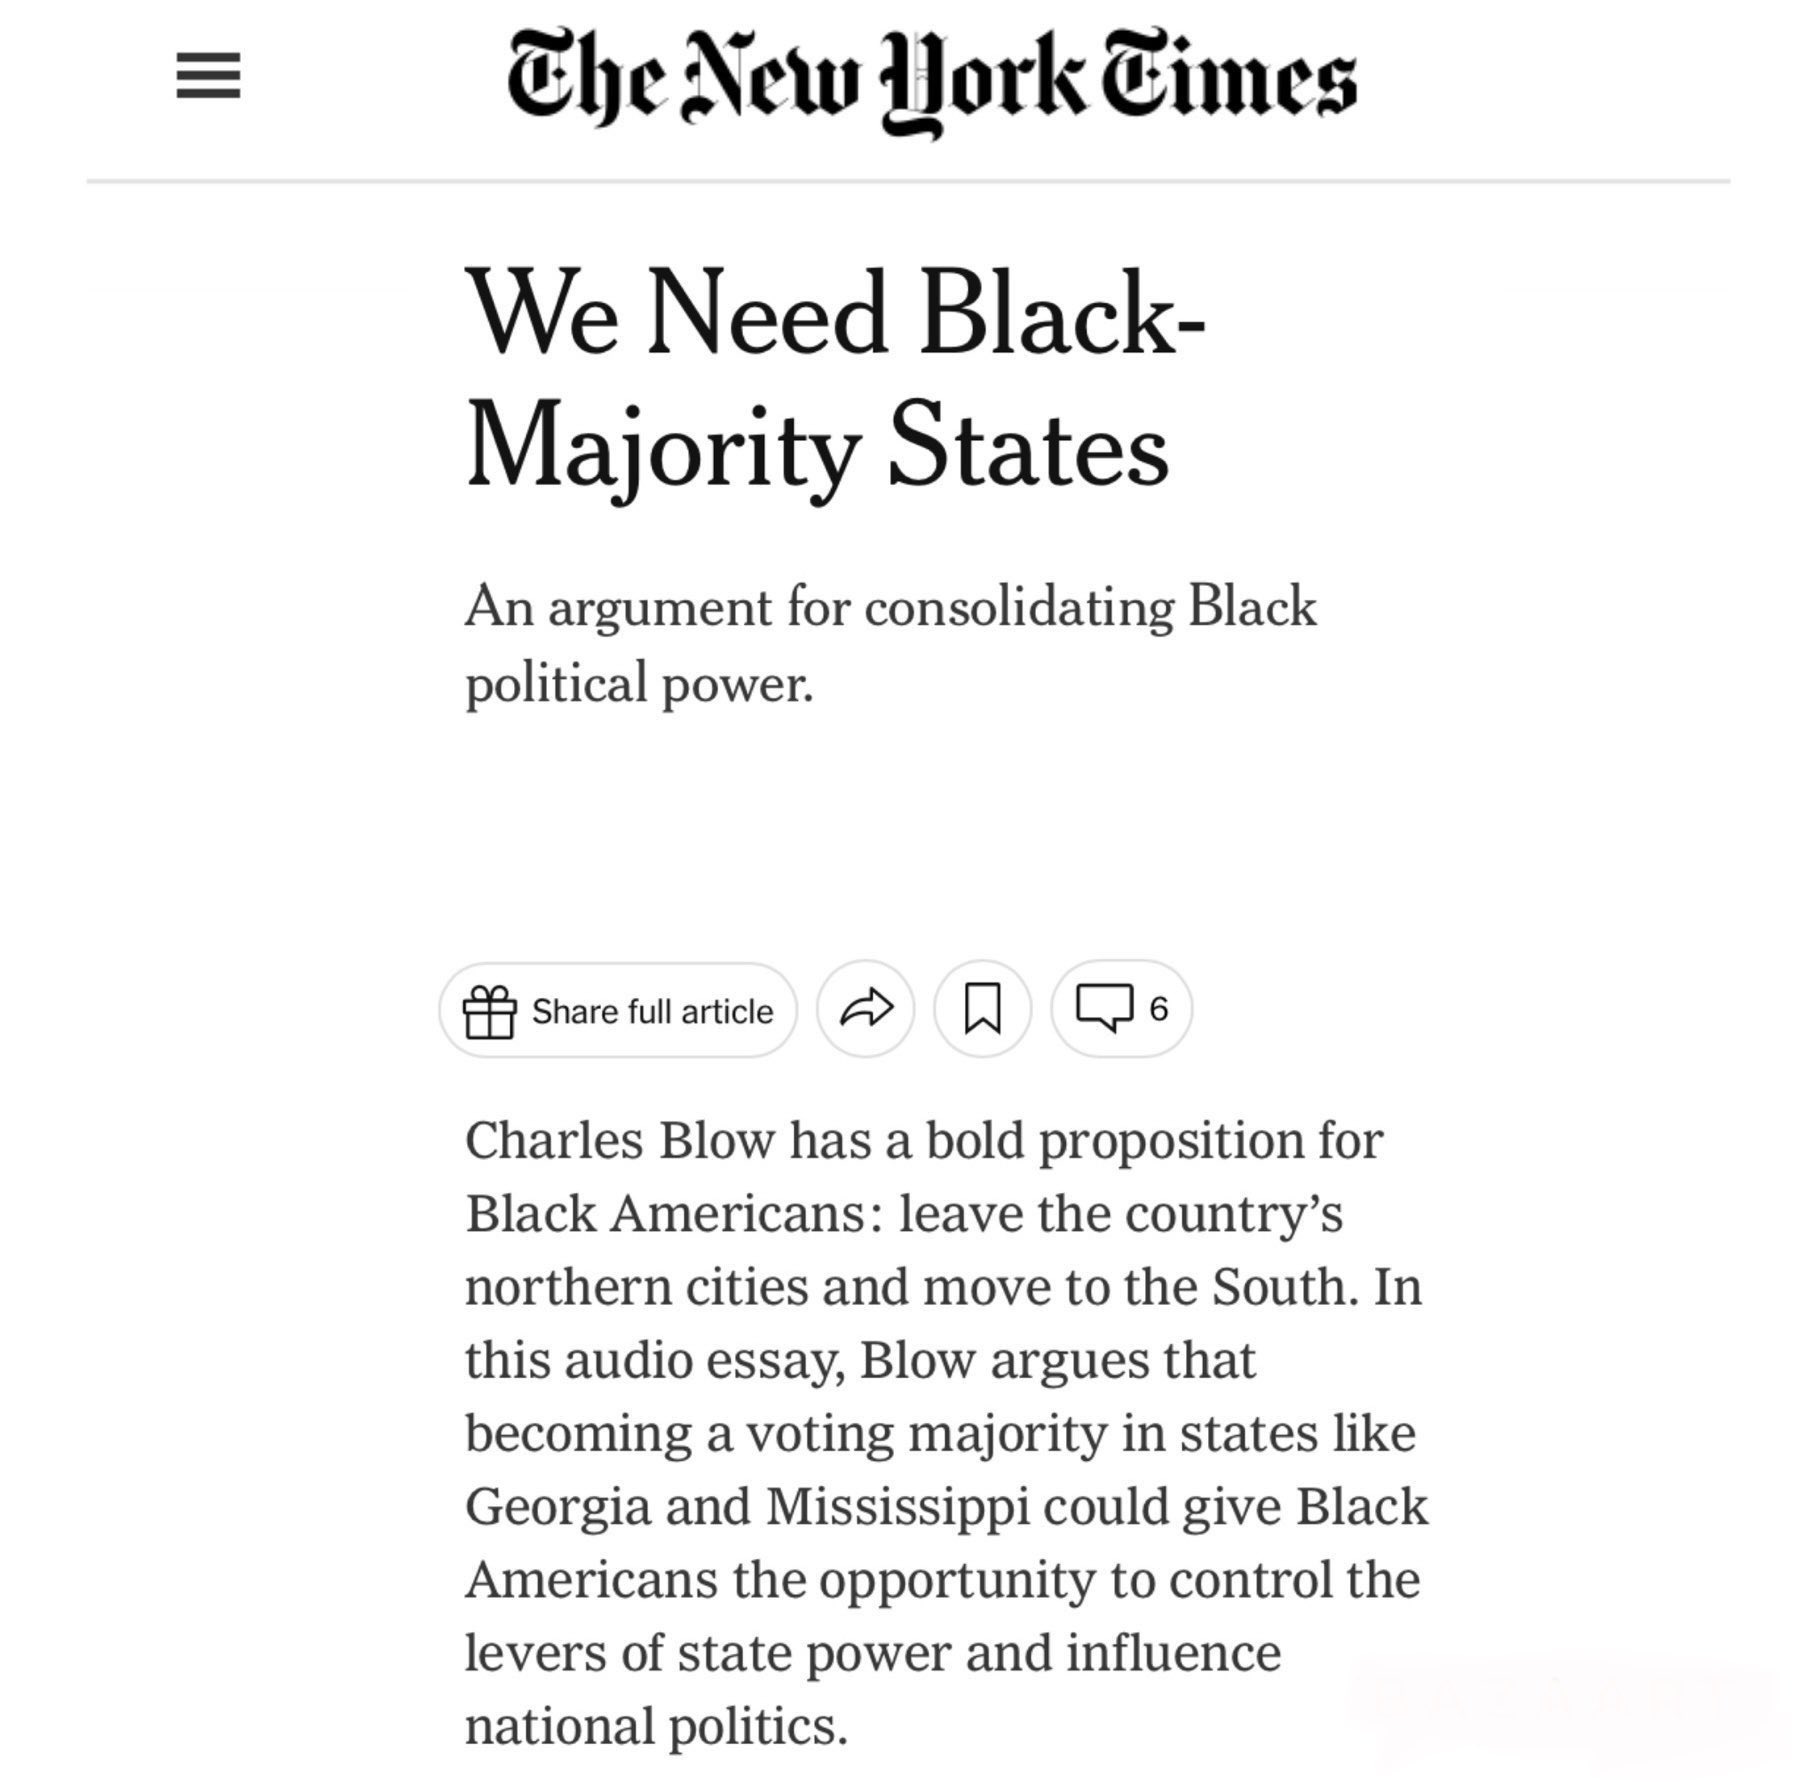 The New York Times
We Need Black-
Majority States
An argument for consolidating Black
political power.
Share full article
6
Charles Blow has a bold proposition for
Black Americans: leave the country’s
northern cities and move to the South. In
this audio essay, Blow argues that
becoming a voting majority in states like
Georgia and Mississippi could give Black
Americans the opportunity to control the
levers of state power and influence
national politics.